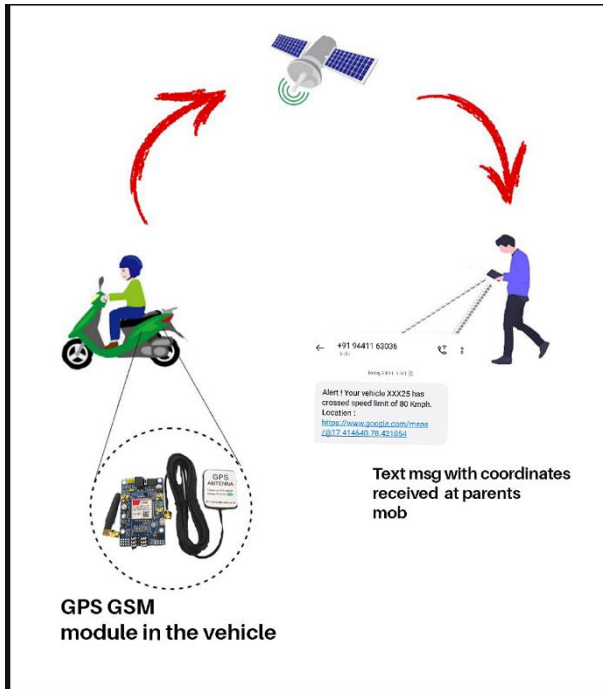 +91 94411 63036
Alert ! Your vehicle XXX25 has
crossed speed limit of 80 Kmph.
Location :
https://www.google.com/maps
/@17.414640,78.421054
Text msg with coordinates
received at parents
mob
GPS
ANTENNA
GPS GSM
module in the vehicle